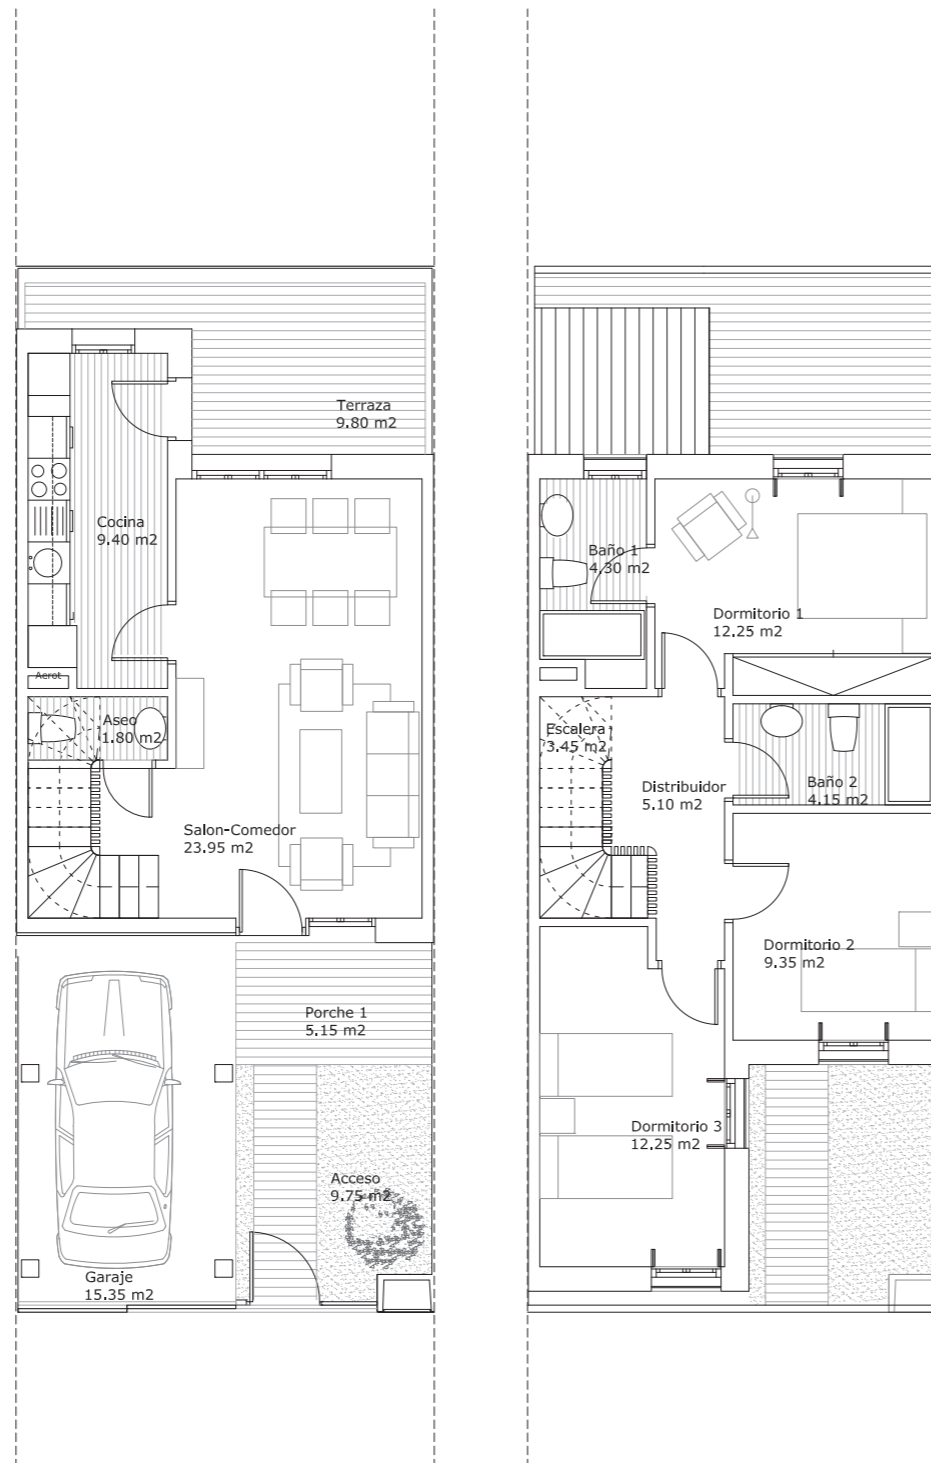 Terraza
9.80 m2
Cocina
9.40 m2
Aerot
Aseo
1.80 m2
Salon-Comedor
23.95 m2
Porche 1
5.15 m2
Acceso
9.75 m2
Garaje
15.35 m2
Baño 1
4.30 m2
Dormitorio 1
12.25 m2
Escalera
3.45 m2
Distribuidor
5.10 m2
Baño 2
4.15 m2
Dormitorio 2
9.35 m2
Dormitorio 3
12.25 m2